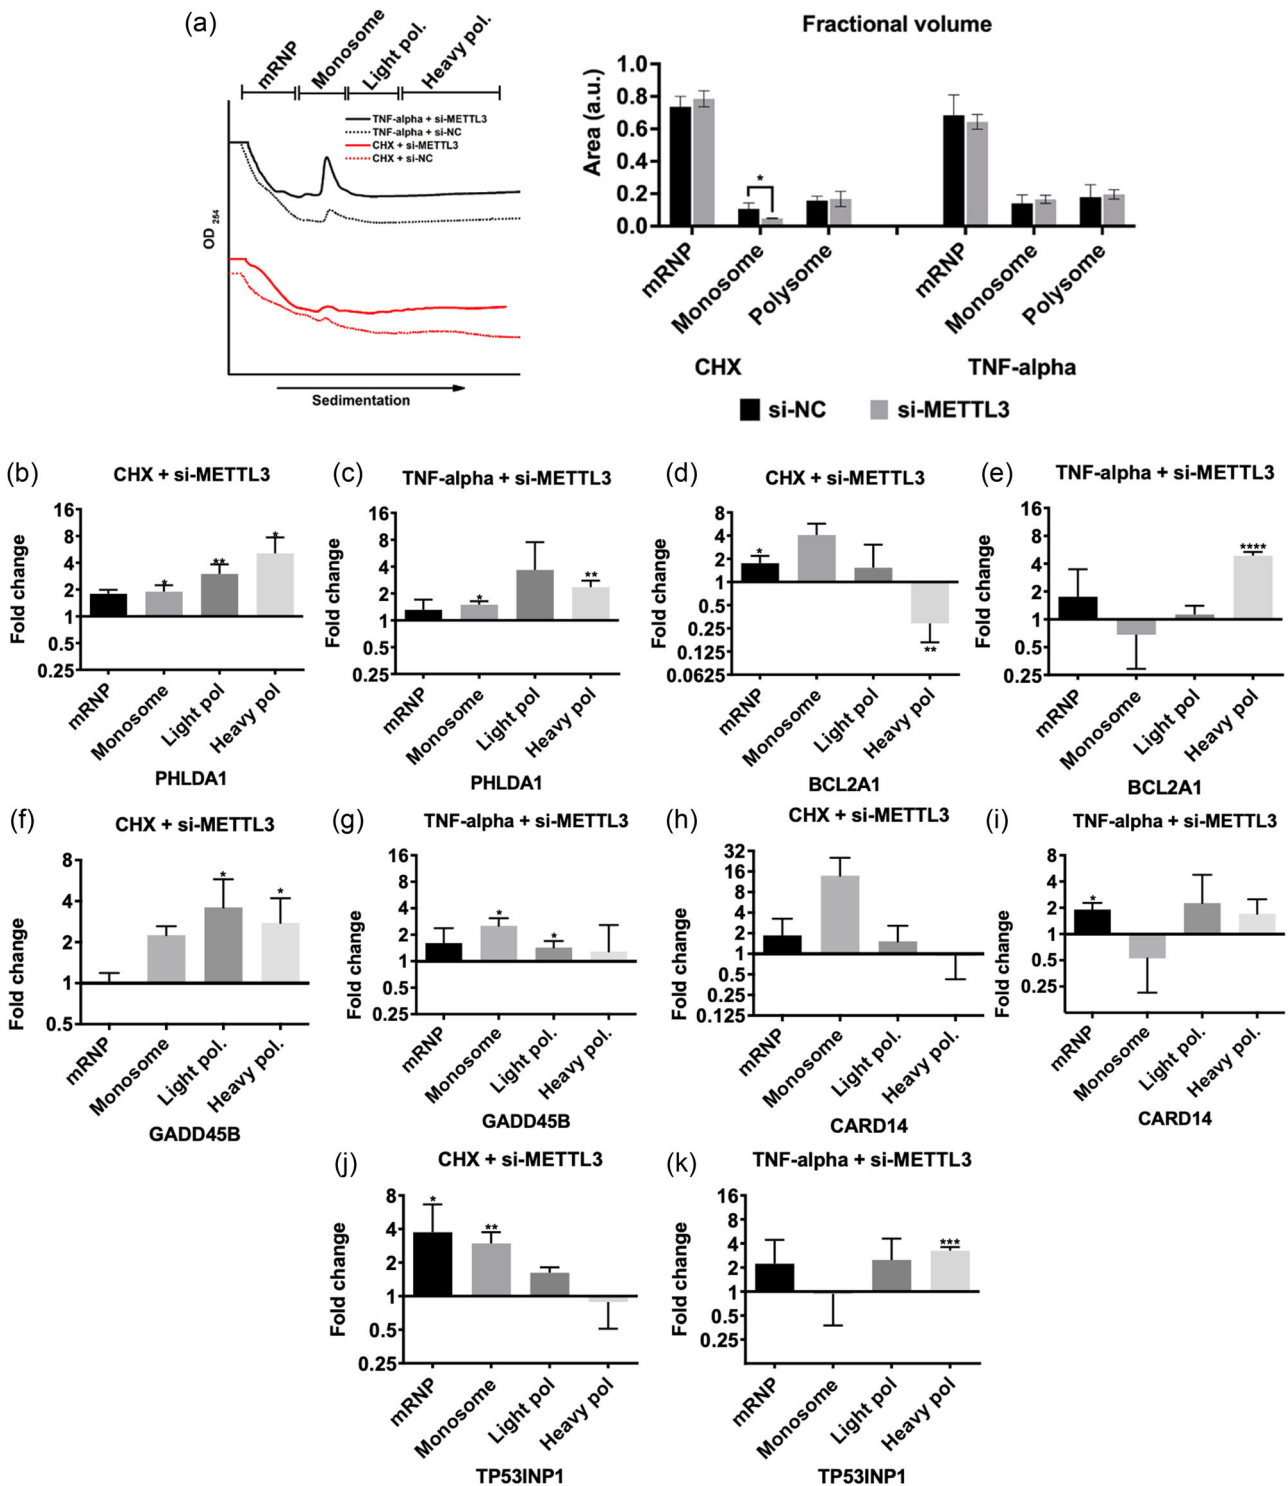 (a)
mRNP
Monosome
Light pol.
Heavy pol.
TNF-alpha + si-METTL3
TNF-alpha + si-NC
CHX + si-METTL3
CHX + si-NC
OD 254
Sedimentation
Fractional volume
Area (a.u.)
1.0
0.8
0.6
0.4
0.2
0.0
*
mRNP
Monosome
Polysome
mRNP
Monosome
Polysome
CHX
TNF-alpha
si-NC
si-METTL3
(b)
CHX + si-METTL3
Fold change
16
8
4
2
1
0.5
0.25
*
**
*
mRNP
Monosome
Light pol
Heavy pol
PHLDA1
(c)
TNF-alpha + si-METTL3
Fold change
16
8
4
2
1
0.5
0.25
*
**
mRNP
Monosome
Light pol
Heavy pol
PHLDA1
(d)
CHX + si-METTL3
Fold change
8
4
2
1
0.5
0.25
0.125
0.0625
*
**
mRNP
Monosome
Light pol
Heavy pol
BCL2A1
(e)
TNF-alpha + si-METTL3
Fold change
16
8
4
2
1
0.5
0.25
****
mRNP
Monosome
Light pol
Heavy pol
BCL2A1
(f)
CHX + si-METTL3
Fold change
8
4
2
1
0.5
*
*
mRNP
Monosome
Light pol.
Heavy pol.
GADD45B
(g)
TNF-alpha + si-METTL3
Fold change
16
8
4
2
1
0.5
0.25
*
*
mRNP
Monosome
Light pol.
Heavy pol.
GADD45B
(h)
CHX + si-METTL3
Fold change
32
16
8
4
2
1
0.5
0.25
0.125
mRNP
Monosome
Light pol.
Heavy pol.
CARD14
(i)
TNF-alpha + si-METTL3
Fold change
8
4
2
1
0.5
0.25
*
mRNP
Monosome
Light pol.
Heavy pol.
CARD14
(j)
CHX + si-METTL3
Fold change
8
4
2
1
0.5
0.25
*
**
mRNP
Monosome
Light pol
Heavy pol
TP53INP1
(k)
TNF-alpha + si-METTL3
Fold change
16
8
4
2
1
0.5
0.25
***
mRNP
Monosome
Light pol
Heavy pol
TP53INP1